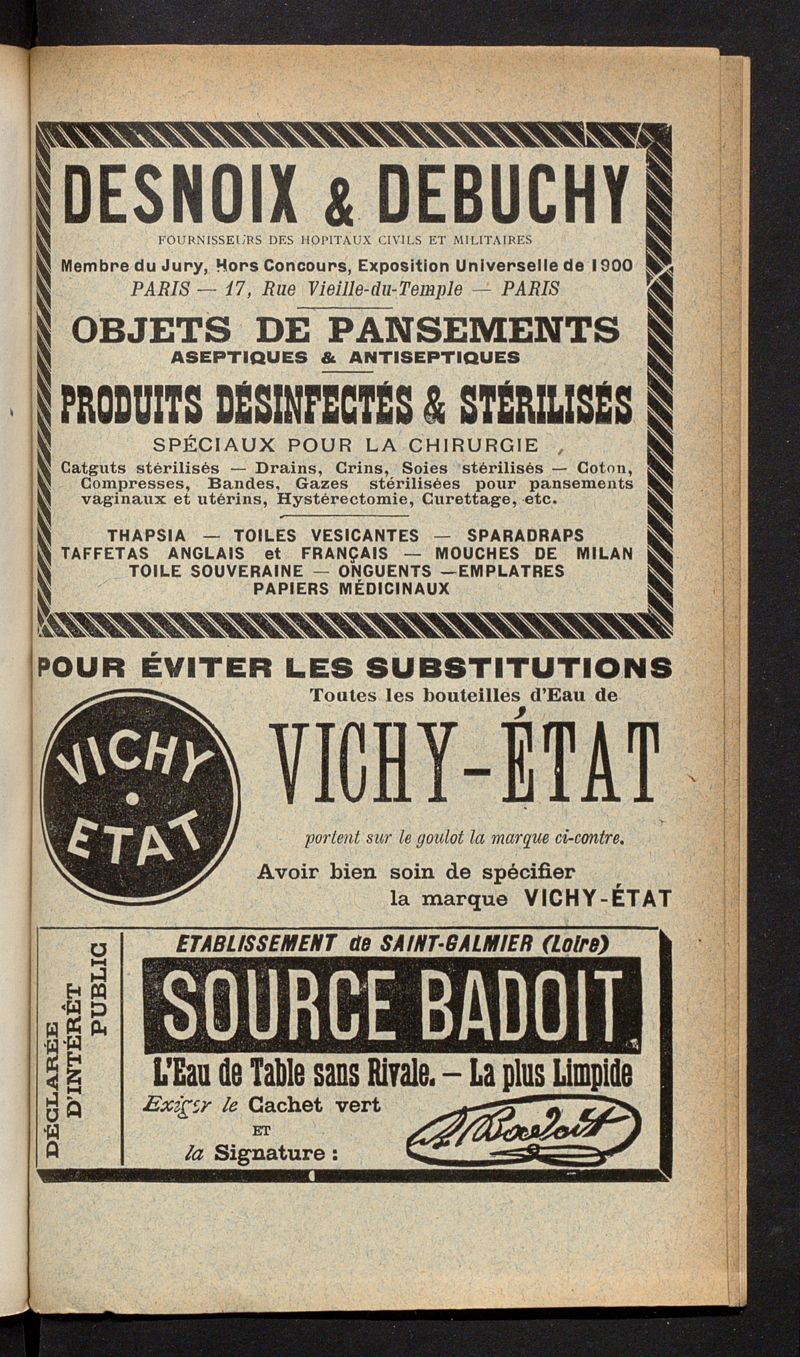 DESNOIX & DEBUCHY
FOURNISSEURS DES HOPITAUX CIVILS ET MILITAIRES
Membre du Jury, Hors Concours, Exposition Universelle de 1900
PARIS — 17, Rue Vieille-du-Temple — PARIS
OBJETS DE PANSEMENTS
ASEPTIQUES & ANTISEPTIQUES
PRODUITS DÉSINFECTÉS & STÉRILISÉS
SPÉCIAUX POUR LA CHIRURGIE
Catguts stérilisés — Drains, Crins, Soies stérilisés — Coton,
Compresses, Bandes, Gazes stérilisées pour pansements
vaginaux et utérins, Hystérectomie, Curettage, etc.
THAPSIA — TOILES VESICANTES — SPARADRAPS
TAFFETAS ANGLAIS et FRANÇAIS — MOUCHES DE MILAN
TOILE SOUVERAINE — ONGUENTS — EMPLATRES
PAPIERS MÉDICINAUX
POUR ÉVITER LES SUBSTITUTIONS
Toutes les bouteilles d'Eau de
VICHY-ÉTAT
portent sur le goulot la marque ci-contre.
Avoir bien soin de spécifier
la marque VICHY-ÉTAT
VICHY
ETAT
DÉCLARÉE
D'INTÉRÊT
PUBLIC
ETABLISSEMENT de SAINT-GALMIER (Loire)
SOURCE BADOIT
L'Eau de Table sans Rivale. — La plus Limpide
Exiger le Cachet vert
ET
la Signature :
Badoit